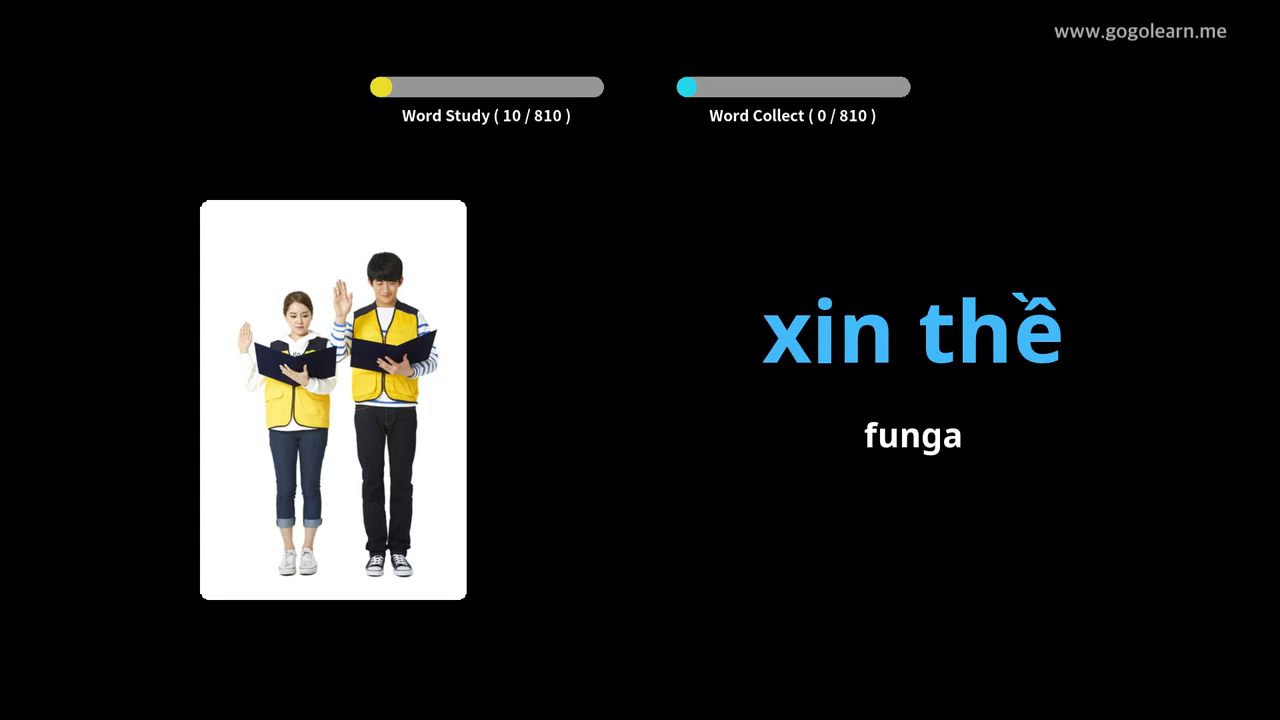 www.gogolearn.me
Word Study ( 10 / 810 )
Word Collect ( 0 / 810 )
xin thề
funga